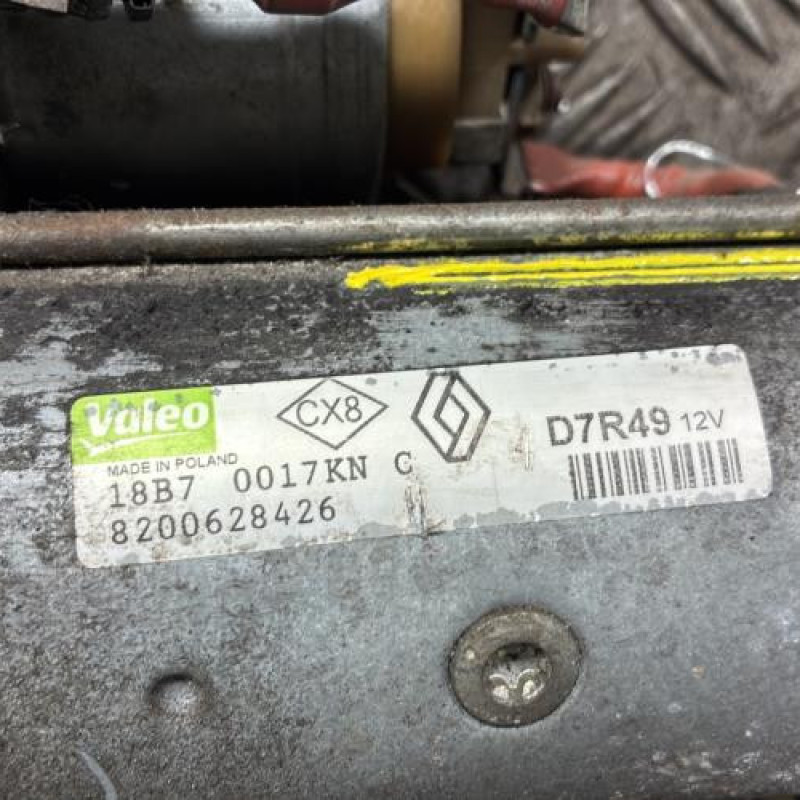 Valeo
CX8
D7R49 12V
MADE IN POLAND
18B7 0017KN C
8200628426